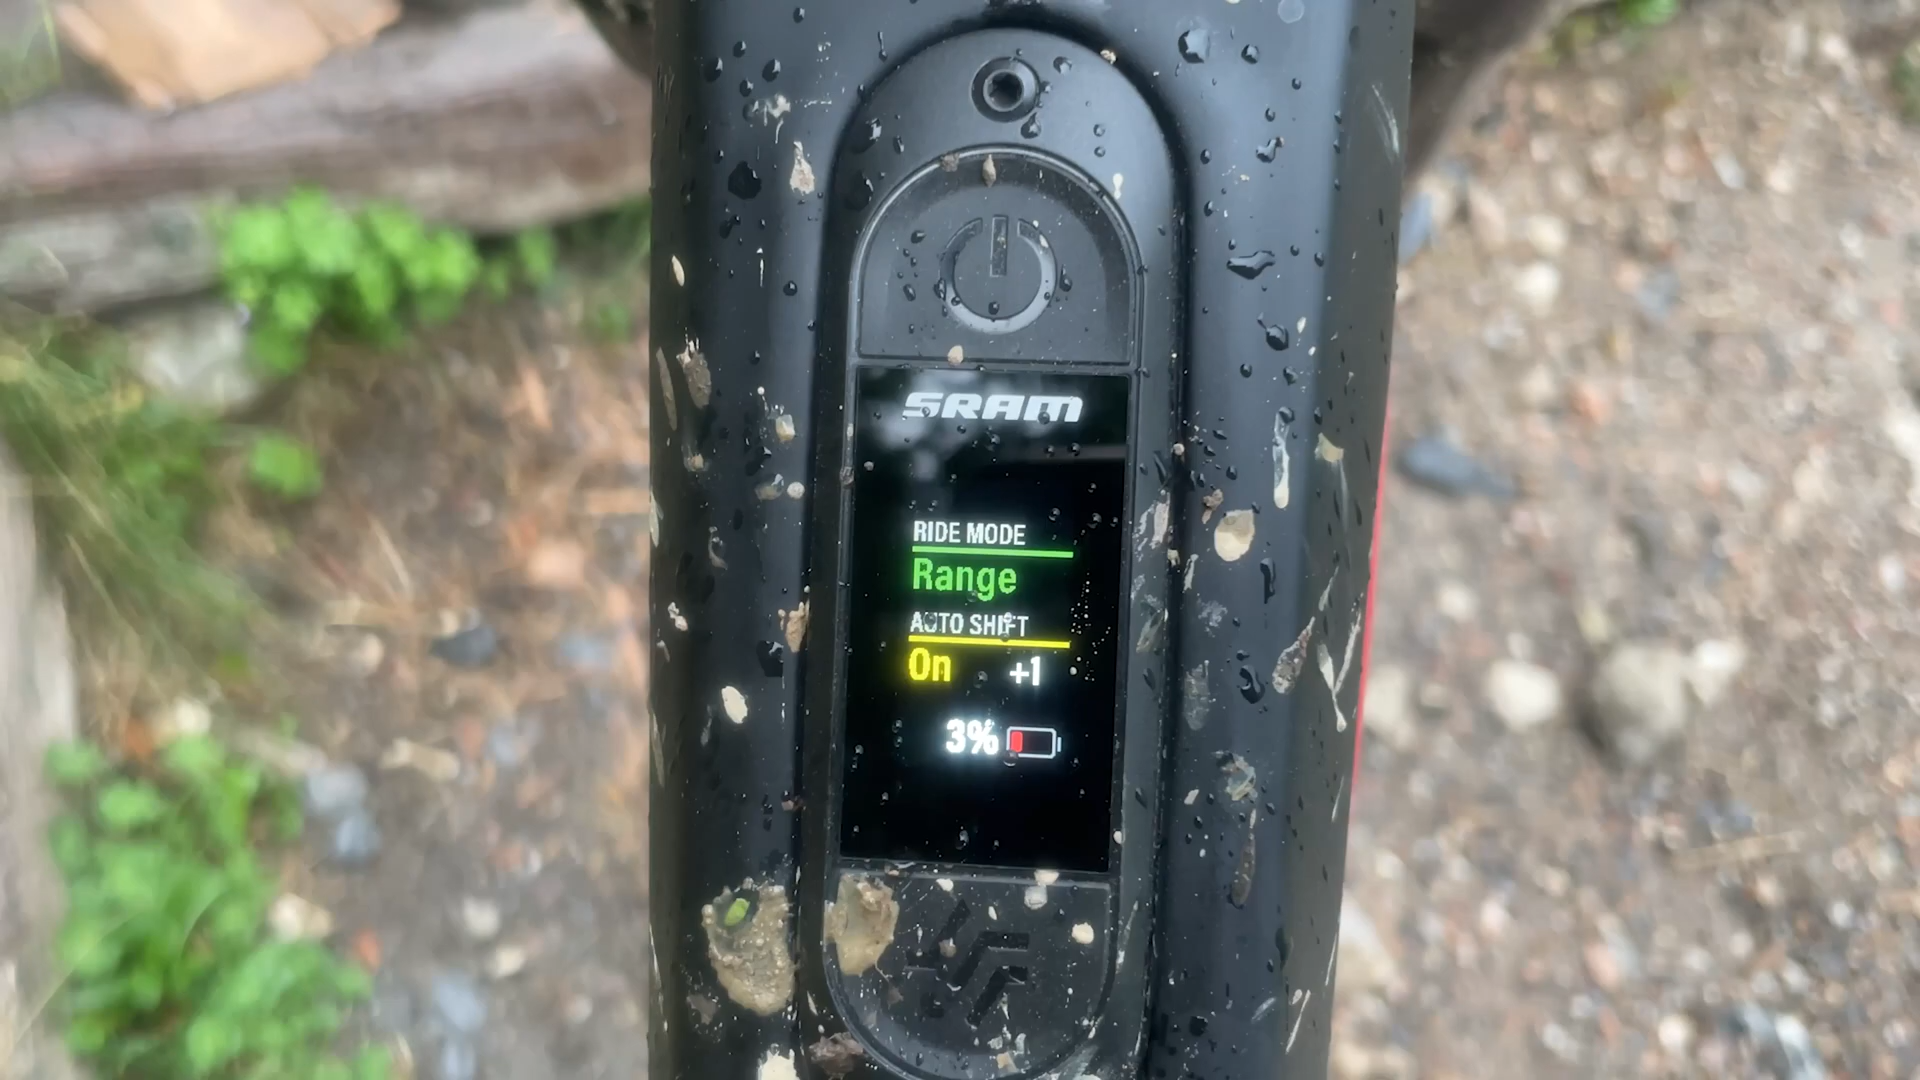 SRAM
RIDE MODE
Range
AUTO SHIFT
On +1
3%